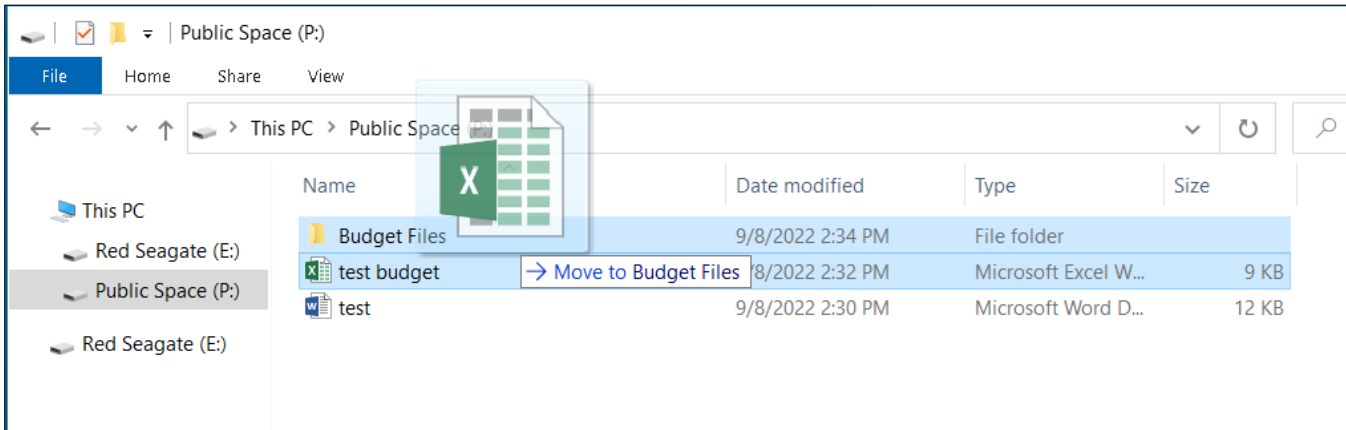 Public Space (P:)
File Home Share View
This PC > Public Space (P:)
Name Date modified Type Size
This PC
Red Seagate (E:)
Public Space (P:)
Red Seagate (E:)
Budget Files 9/8/2022 2:34 PM File folder
test budget → Move to Budget Files /8/2022 2:32 PM Microsoft Excel W... 9 KB
test 9/8/2022 2:30 PM Microsoft Word D... 12 KB